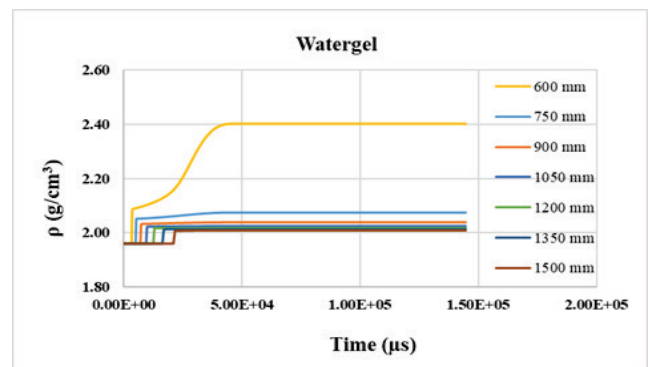 Watergel
2.60
2.40
2.20
2.00
1.80
ρ (g/cm³)
0.00E+00
5.00E+04
1.00E+05
1.50E+05
2.00E+05
Time (μs)
600 mm
750 mm
900 mm
1050 mm
1200 mm
1350 mm
1500 mm